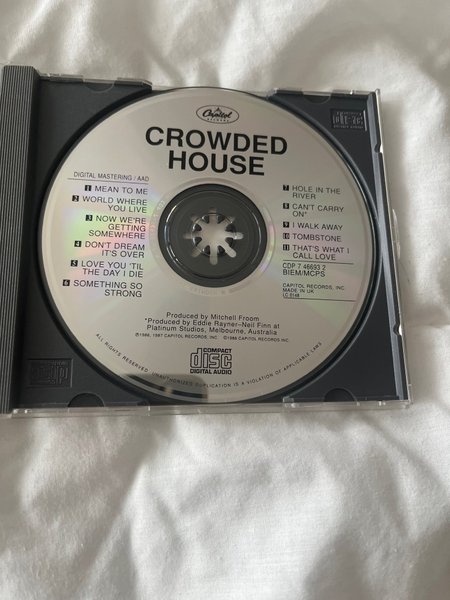 Capitol
RECORDS
CROWDED
HOUSE
DIGITAL MASTERING / AAD
1 MEAN TO ME
2 WORLD WHERE
YOU LIVE
3 NOW WE'RE
GETTING
SOMEWHERE
4 DON'T DREAM
IT'S OVER
5 LOVE YOU 'TIL
THE DAY I DIE
6 SOMETHING SO
STRONG
7 HOLE IN THE
RIVER
8 CAN'T CARRY
ON*
9 I WALK AWAY
10 TOMBSTONE
11 THAT'S WHAT I
CALL LOVE
CDP 7 46693 2
BIEM/MCPS
CAPITOL RECORDS, INC.
MADE IN UK
LC 0148
Produced by Mitchell Froom
*Produced by Eddie Rayner–Neil Finn at
Platinum Studios, Melbourne, Australia
℗1986, 1987 CAPITOL RECORDS, INC. ©1986 CAPITOL RECORDS INC
COMPACT
disc
DIGITAL AUDIO
ALL RIGHTS RESERVED. UNAUTHORIZED DUPLICATION IS A VIOLATION OF APPLICABLE LAWS
disc